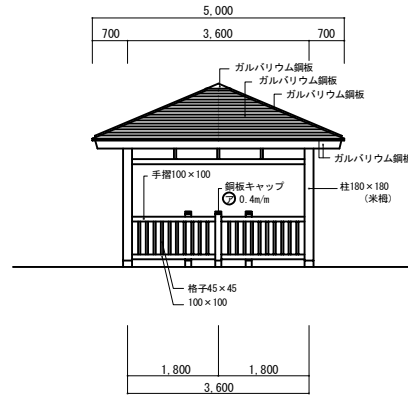 5,000
700
3,600
700
ガルバリウム鋼板
ガルバリウム鋼板
ガルバリウム鋼板
ガルバリウム鋼板
手摺100×100
銅板キャップ
ア 0.4m/m
柱180×180
(米栂)
格子45×45
100×100
1,800
1,800
3,600